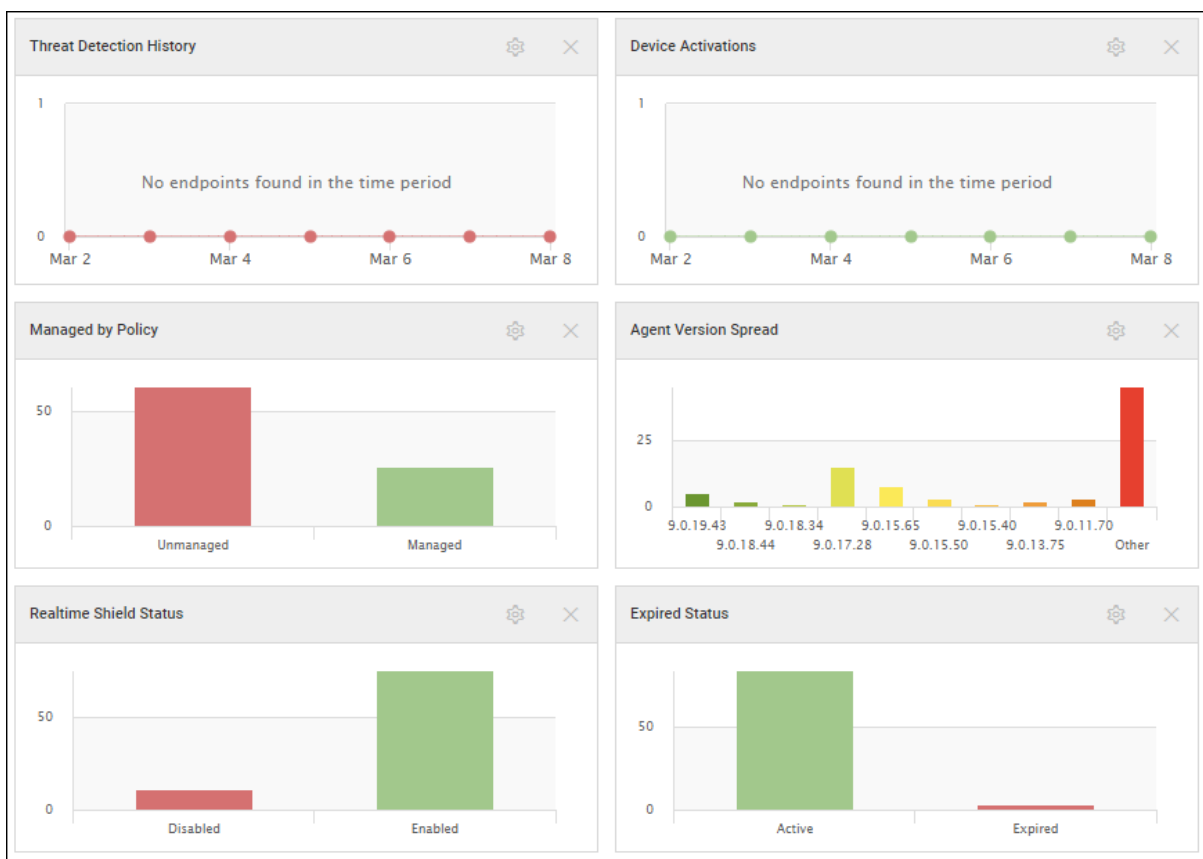 Threat Detection History
1
No endpoints found in the time period
0
Mar 2 Mar 4 Mar 6 Mar 8
Device Activations
1
No endpoints found in the time period
0
Mar 2 Mar 4 Mar 6 Mar 8
Managed by Policy
50
0
Unmanaged Managed
Agent Version Spread
25
0
9.0.19.43 9.0.18.34 9.0.15.65 9.0.15.40 9.0.11.70
9.0.18.44 9.0.17.28 9.0.15.50 9.0.13.75 Other
Realtime Shield Status
50
0
Disabled Enabled
Expired Status
50
0
Active Expired